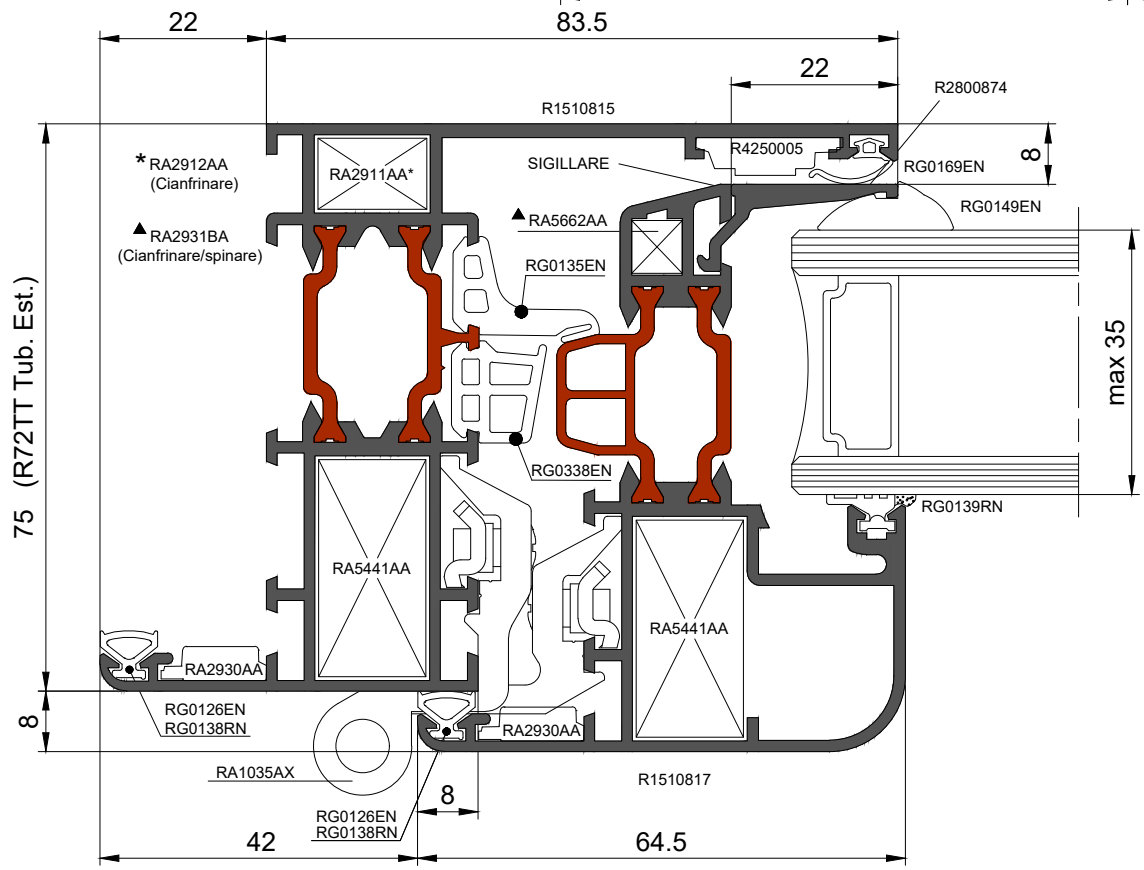 22
83.5
22
R2800874
R1510815
R4250005
8
* RA2912AA
(Cianfrinare)
RA2911AA*
SIGILLARE
RG0169EN
RG0149EN
▲ RA5662AA
▲ RA2931BA
(Cianfrinare/spinare)
RG0135EN
75 (R72TT Tub. Est.)
max 35
RG0338EN
RG0139RN
RA5441AA
RA5441AA
RA2930AA
RG0126EN
RG0138RN
8
RA2930AA
RA1035AX
R1510817
8
RG0126EN
RG0138RN
42
64.5